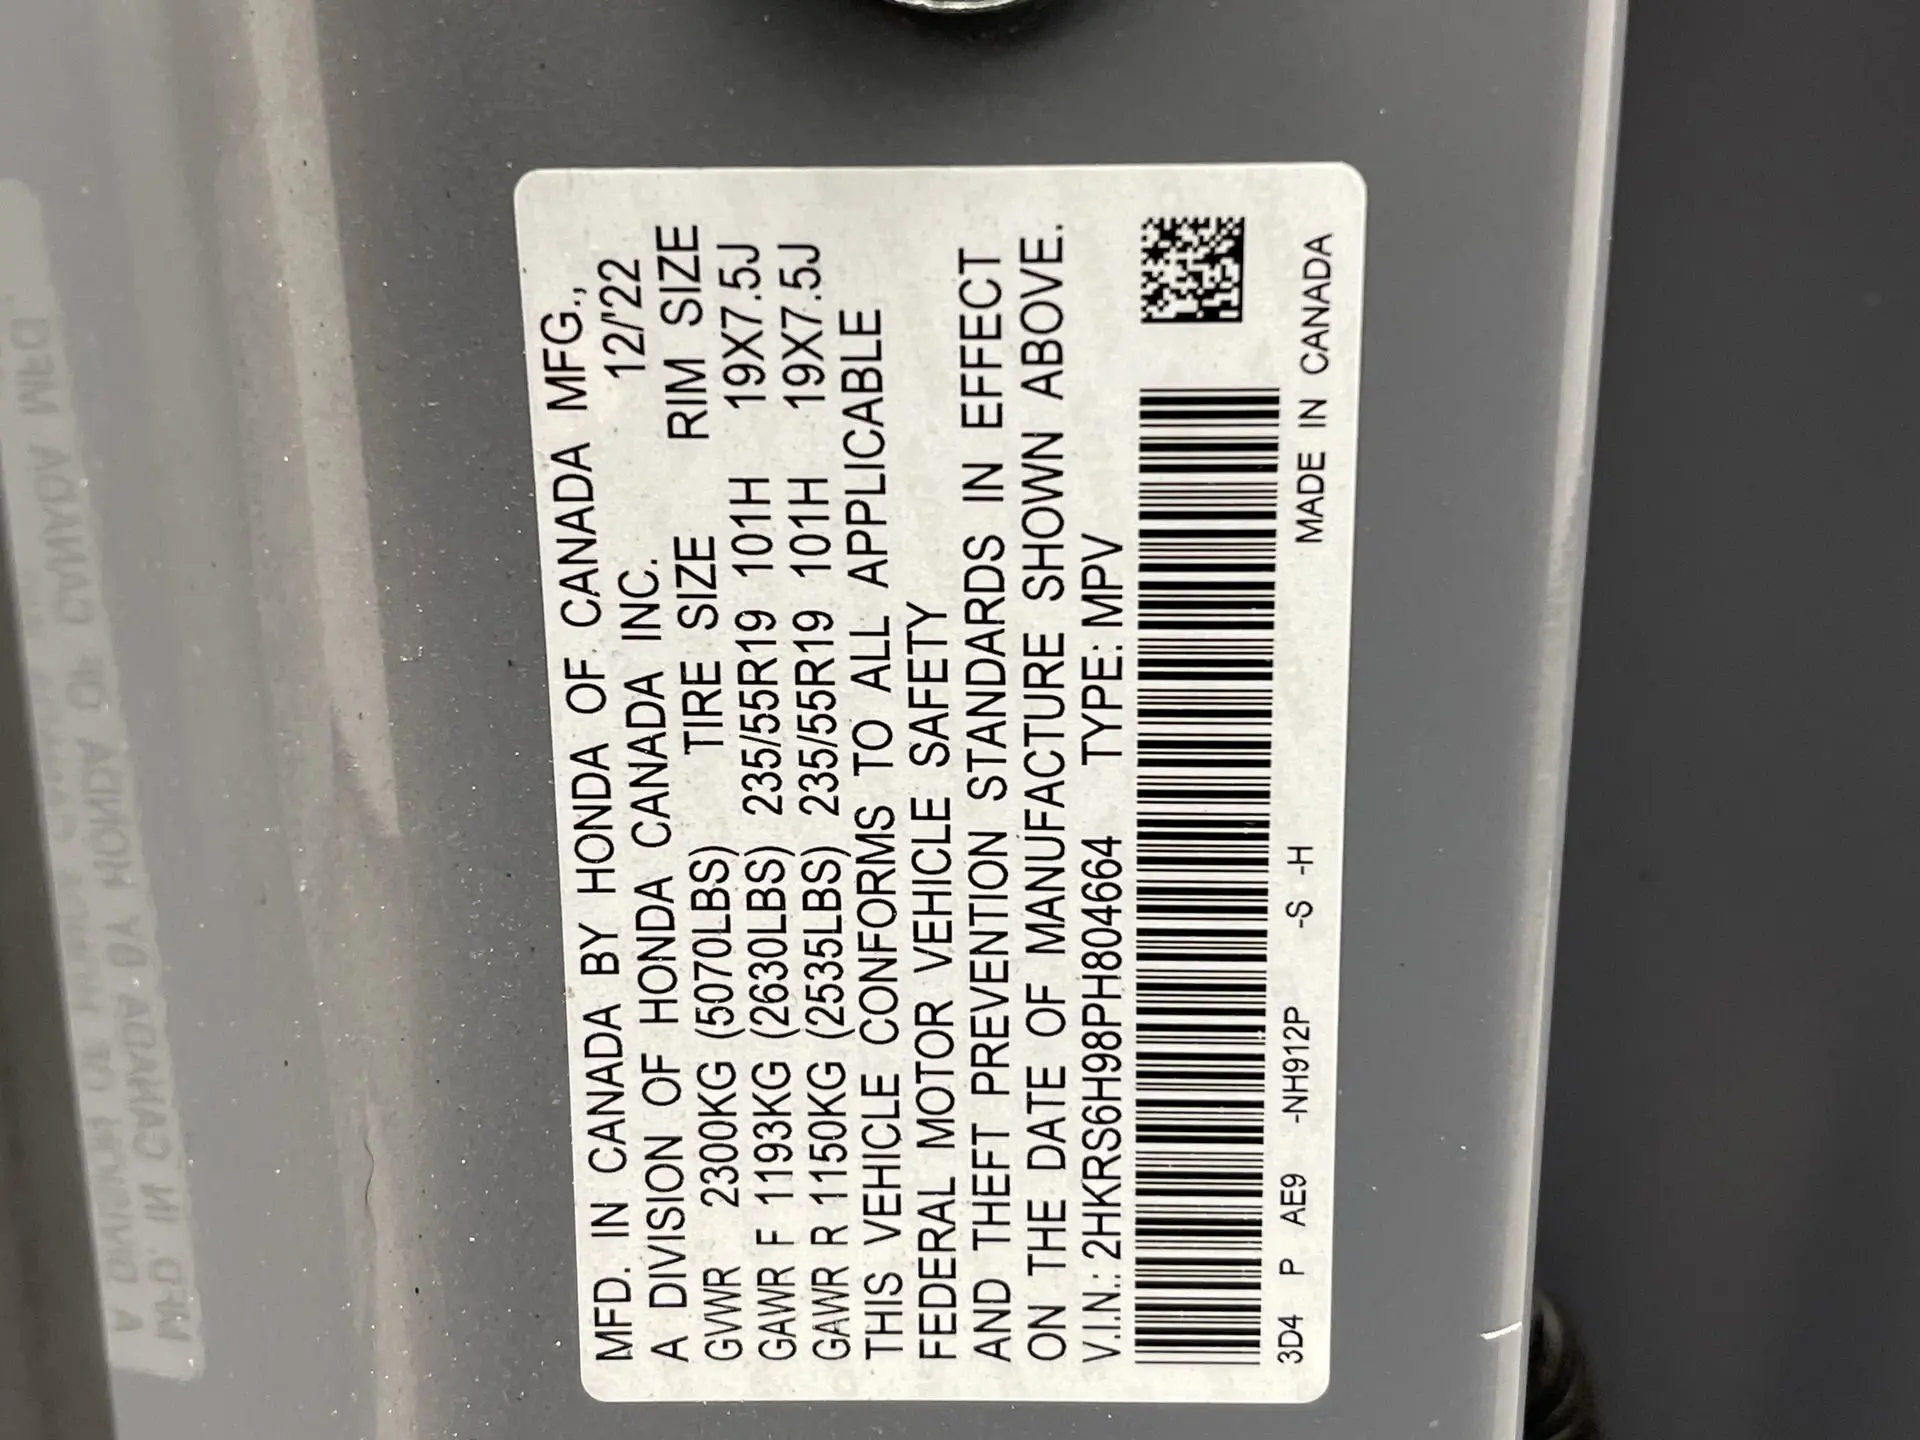 MFD. IN CANADA BY HONDA OF CANADA MFG.,
A DIVISION OF HONDA CANADA INC. 12/'22
TIRE SIZE RIM SIZE
GVWR 2300KG (5070LBS) 235/55R19 101H 19X7.5J
GAWR F 1193KG (2630LBS) 235/55R19 101H 19X7.5J
GAWR R 1150KG (2535LBS)
THIS VEHICLE CONFORMS TO ALL APPLICABLE
FEDERAL MOTOR VEHICLE SAFETY
AND THEFT PREVENTION STANDARDS IN EFFECT
ON THE DATE OF MANUFACTURE SHOWN ABOVE.
V.I.N.: 2HKRS6H98PH804664 TYPE: MPV
3D4 P AE9 -NH912P -S -H MADE IN CANADA